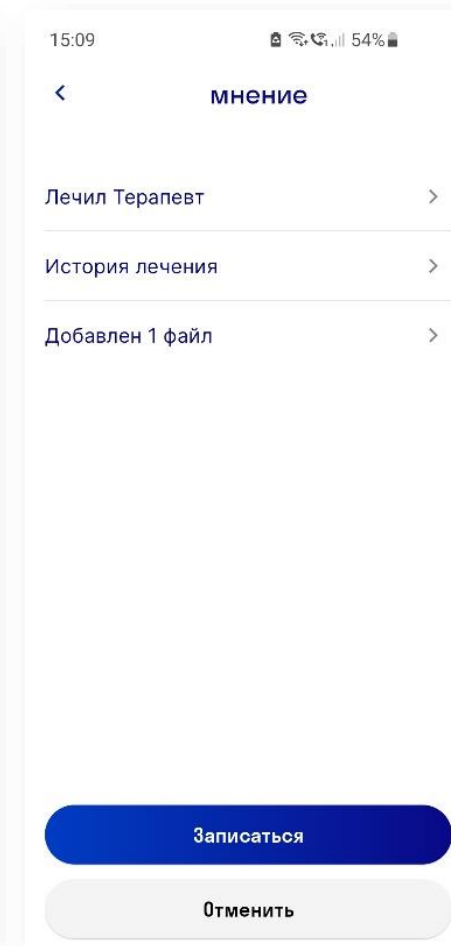 15:09 54%
мнение
Лечил Терапевт
История лечения
Добавлен 1 файл
Записаться
Отменить